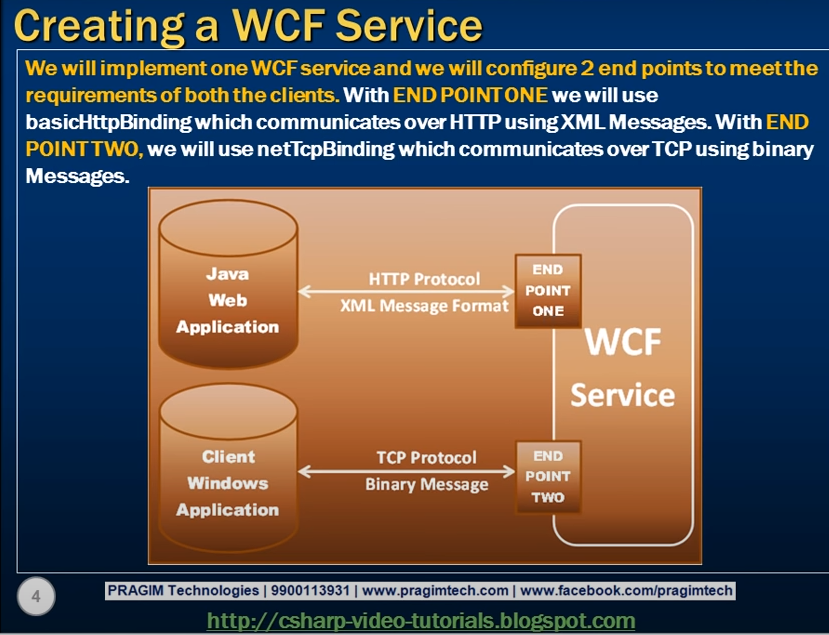 Creating a WCF Service
We will implement one WCF service and we will configure 2 end points to meet the
requirements of both the clients. With END POINT ONE we will use
basicHttpBinding which communicates over HTTP using XML Messages. With END
POINT TWO, we will use netTcpBinding which communicates over TCP using binary
Messages.
Java
Web
Application
HTTP Protocol
XML Message Format
END
POINT
ONE
WCF
Service
Client
Windows
Application
TCP Protocol
Binary Message
END
POINT
TWO
4
PRAGIM Technologies | 9900113931 | www.pragimtech.com | www.facebook.com/pragimtech
http://csharp-video-tutorials.blogspot.com